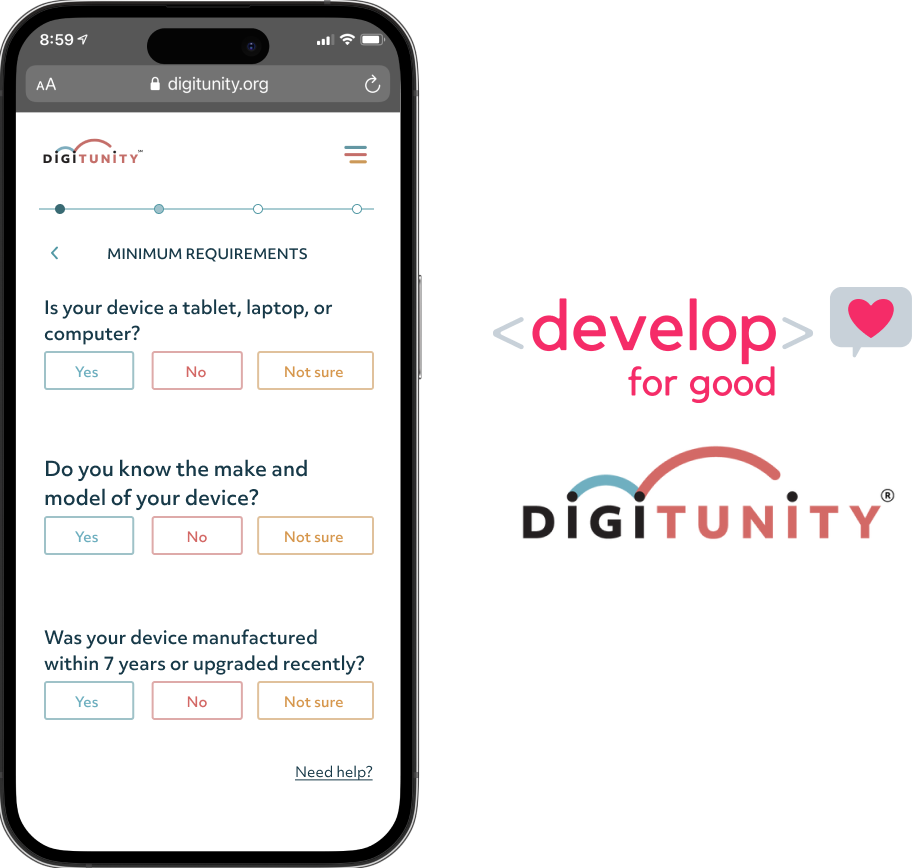 8:59
AA digitunity.org
DIGITUNITY℠
MINIMUM REQUIREMENTS
Is your device a tablet, laptop, or
computer?
Yes No Not sure
Do you know the make and
model of your device?
Yes No Not sure
Was your device manufactured
within 7 years or upgraded recently?
Yes No Not sure
Need help?
<develop>
for good
DIGITUNITY®